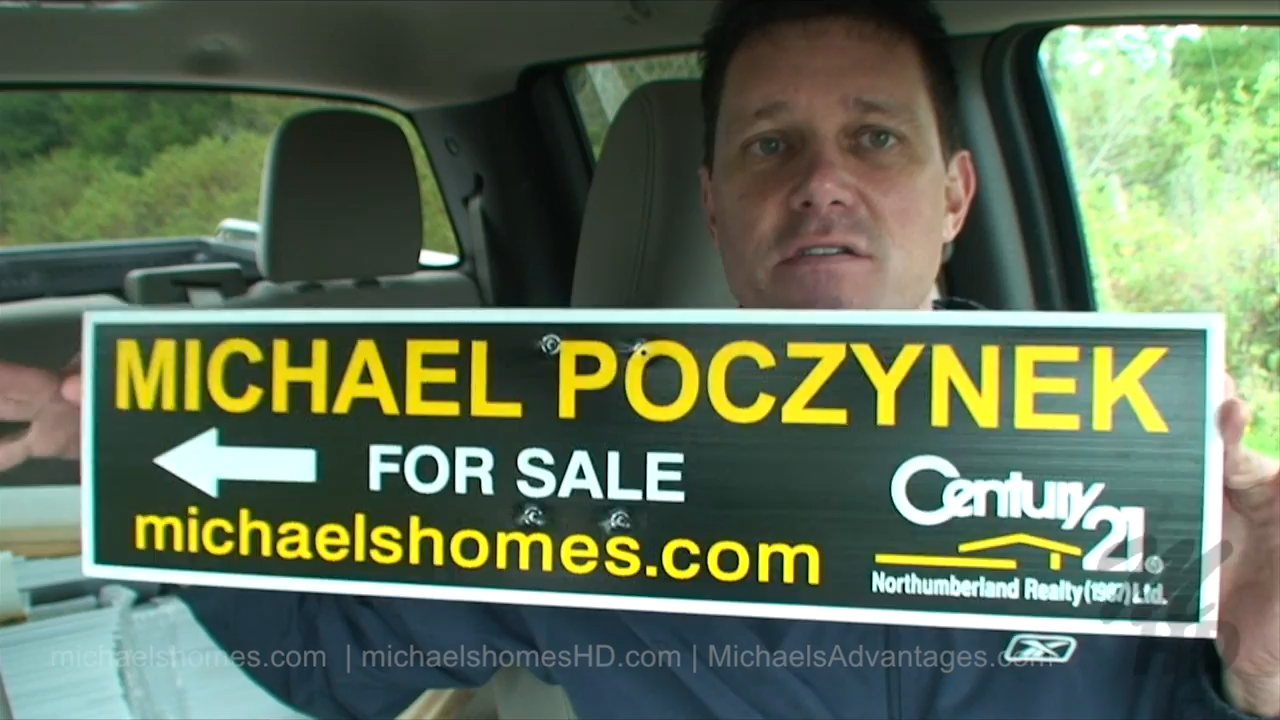 MICHAEL POCZYNEK
FOR SALE
michaelshomes.com
Century 21®
Northumberland Realty (1987) Ltd.
michaelshomes.com | michaelshomesHD.com | MichaelsAdvantages.com